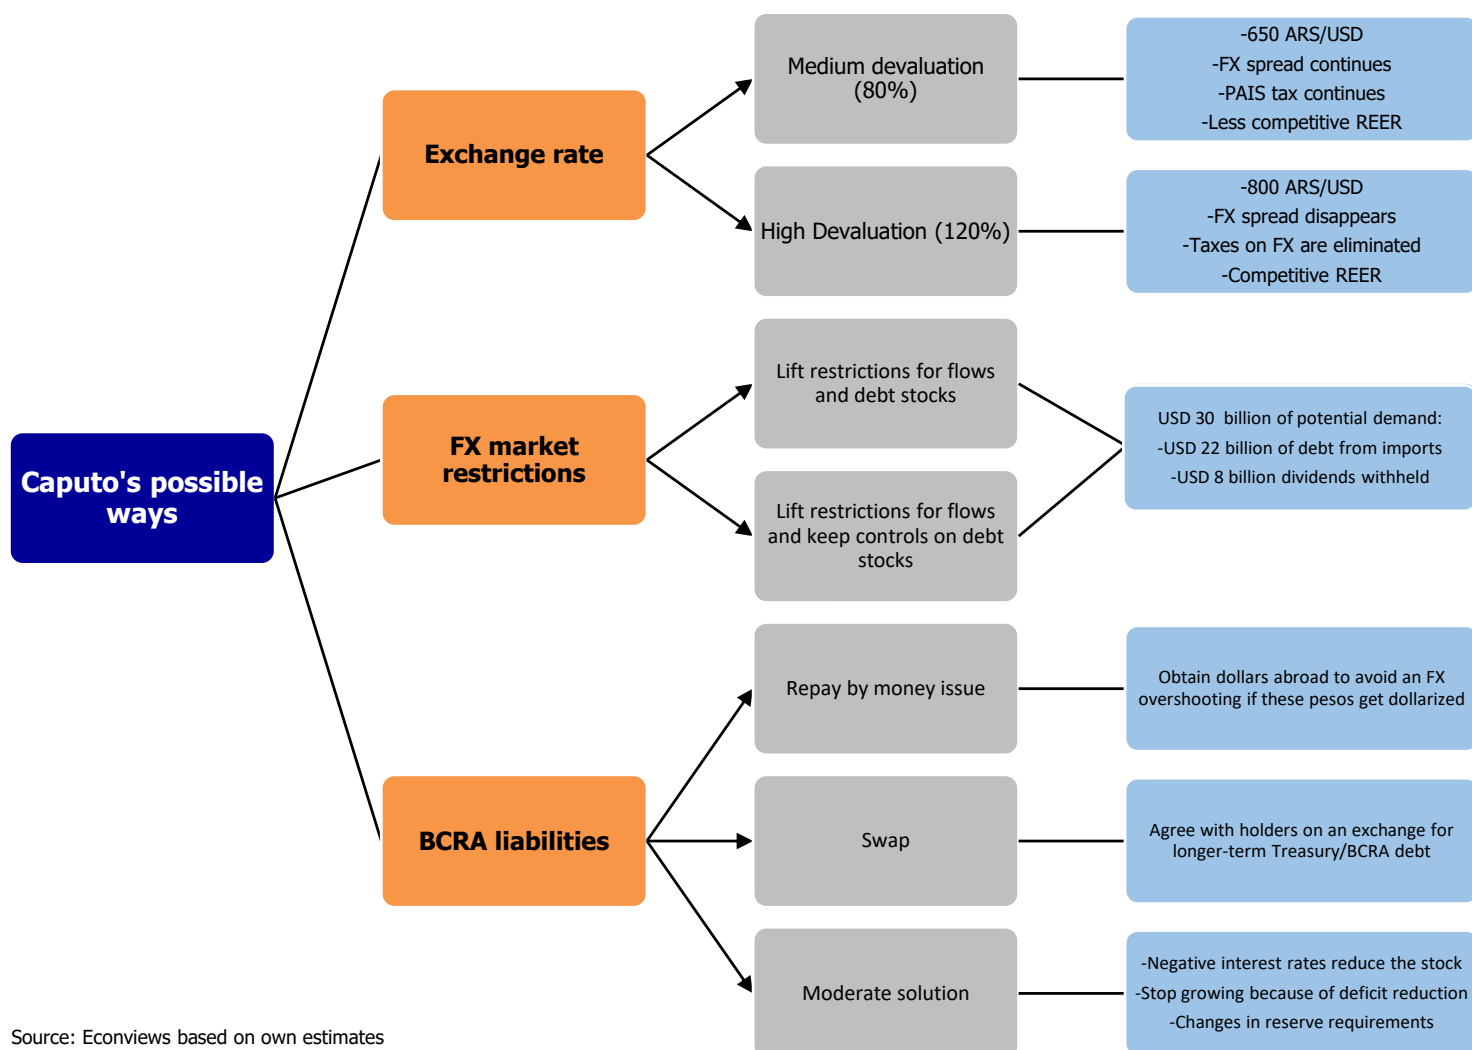 Caputo's possible
ways
Exchange rate
Medium devaluation
(80%)
-650 ARS/USD
-FX spread continues
-PAIS tax continues
-Less competitive REER
High Devaluation (120%)
-800 ARS/USD
-FX spread disappears
-Taxes on FX are eliminated
-Competitive REER
FX market
restrictions
Lift restrictions for flows
and debt stocks
Lift restrictions for flows
and keep controls on debt
stocks
USD 30 billion of potential demand:
-USD 22 billion of debt from imports
-USD 8 billion dividends withheld
BCRA liabilities
Repay by money issue
Obtain dollars abroad to avoid an FX
overshooting if these pesos get dollarized
Swap
Agree with holders on an exchange for
longer-term Treasury/BCRA debt
Moderate solution
-Negative interest rates reduce the stock
-Stop growing because of deficit reduction
-Changes in reserve requirements
Source: Econviews based on own estimates